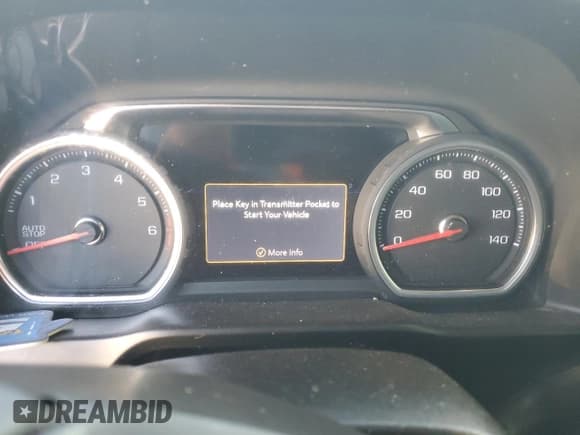 1 2 3 4 5 6
AUTO
STOP
OFF
Place Key in Transmitter Pocket to
Start Your Vehicle
More Info
0 20 40 60 80 100 120 140
DREAMBID